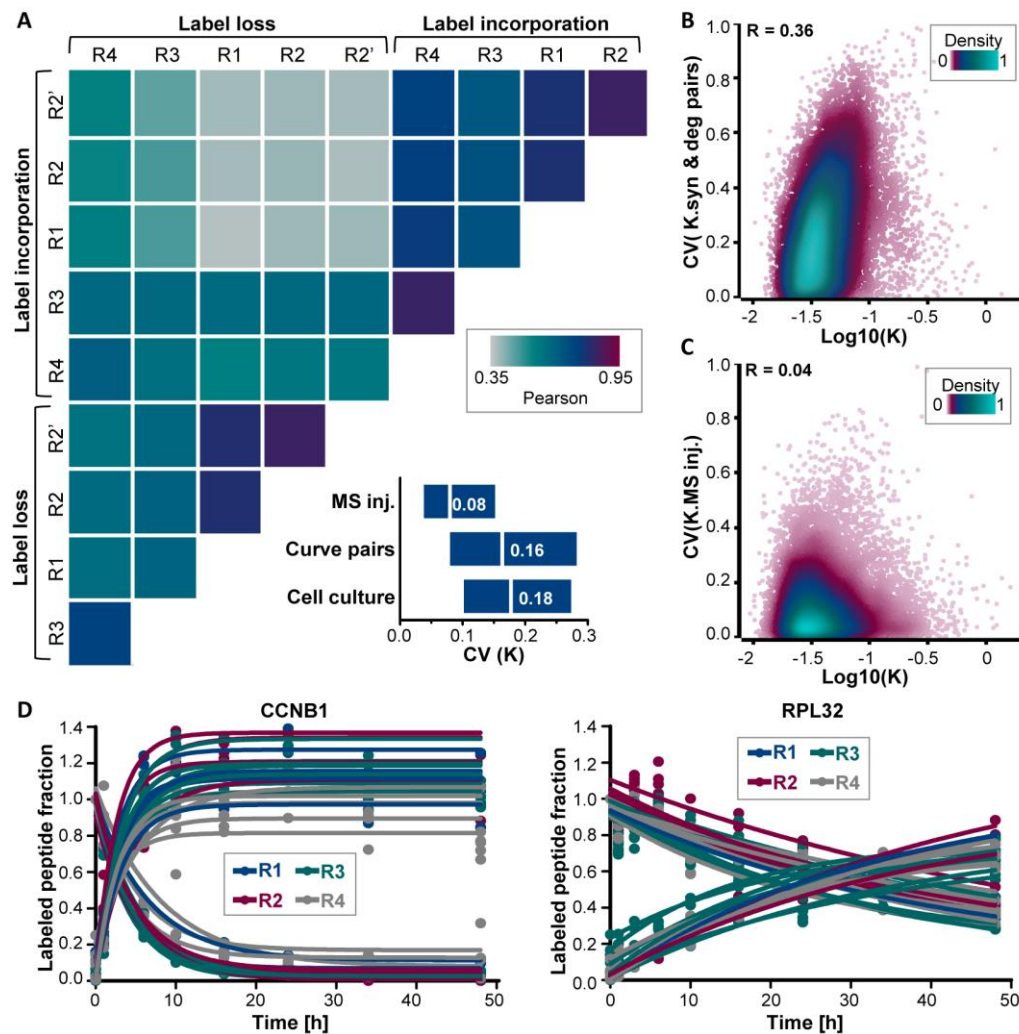 A
Label loss
Label incorporation
R4 R3 R1 R2 R2’ R4 R3 R1 R2
Label incorporation
R2’
R2
R1
R3
R4
Label loss
R2’
R2
R1
R3
0.35 0.95
Pearson
MS inj. 0.08
Curve pairs 0.16
Cell culture 0.18
0.0 0.1 0.2 0.3
CV (K)
B
R = 0.36
Density
0 1
CV( K.syn & deg pairs)
1.0
0.8
0.6
0.4
0.2
0.0
-2 -1.5 -1 -0.5 0
Log10(K)
C
R = 0.04
Density
0 1
CV(K.MS inj.)
1.0
0.8
0.6
0.4
0.2
0.0
-2 -1.5 -1 -0.5 0
Log10(K)
D
CCNB1
Labeled peptide fraction
1.4
1.2
1.0
0.8
0.6
0.4
0.2
0.0
R1 R3
R2 R4
0 10 20 30 40 50
Time [h]
RPL32
Labeled peptide fraction
1.4
1.2
1.0
0.8
0.6
0.4
0.2
0.0
R1 R3
R2 R4
0 10 20 30 40 50
Time [h]